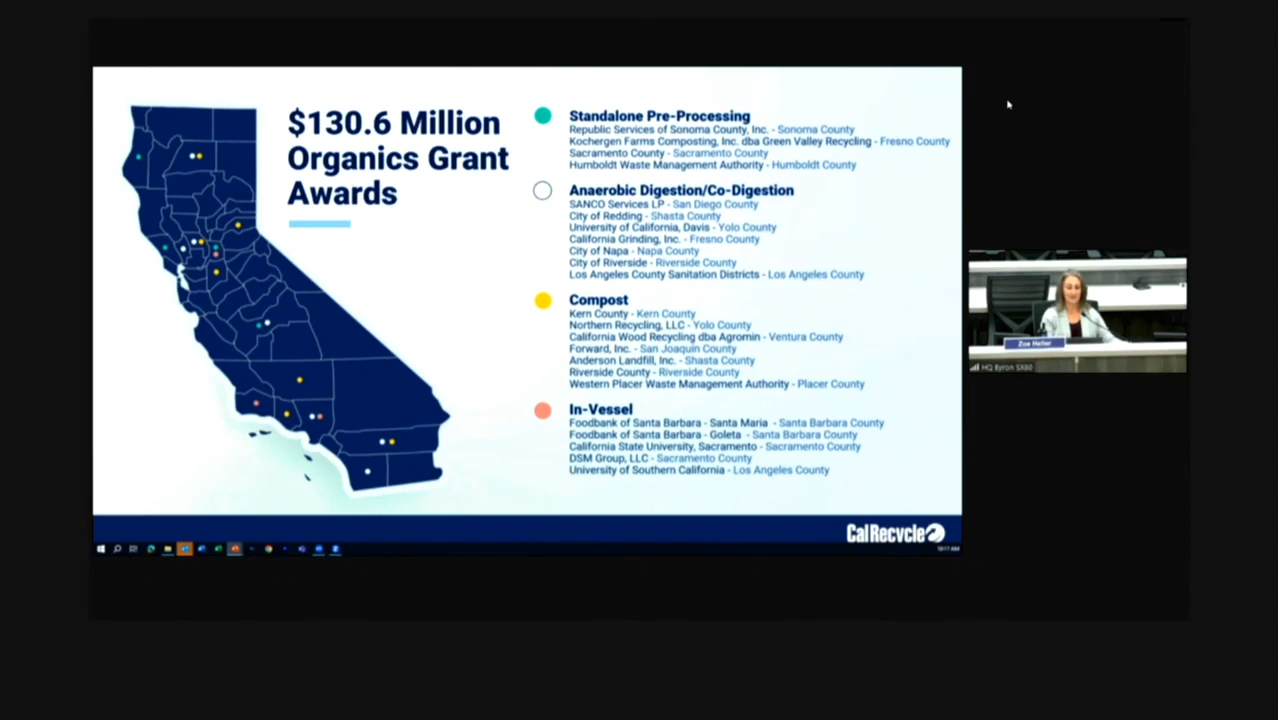 $130.6 Million
Organics Grant
Awards
Standalone Pre-Processing
Republic Services of Sonoma County, Inc. - Sonoma County
Kochergen Farms Composting, Inc. dba Green Valley Recycling - Fresno County
Sacramento County - Sacramento County
Humboldt Waste Management Authority - Humboldt County
Anaerobic Digestion/Co-Digestion
SANCO Services LP - San Diego County
City of Redding - Shasta County
University of California, Davis - Yolo County
California Grinding, Inc. - Fresno County
City of Napa - Napa County
City of Riverside - Riverside County
Los Angeles County Sanitation Districts - Los Angeles County
Compost
Kern County - Kern County
Northern Recycling, LLC - Yolo County
California Wood Recycling dba Agromin - Ventura County
Forward, Inc. - San Joaquin County
Anderson Landfill, Inc. - Shasta County
Riverside County - Riverside County
Western Placer Waste Management Authority - Placer County
In-Vessel
Foodbank of Santa Barbara - Santa Maria - Santa Barbara County
Foodbank of Santa Barbara - Goleta - Santa Barbara County
California State University, Sacramento - Sacramento County
DSM Group, LLC - Sacramento County
University of Southern California - Los Angeles County
CalRecycle
10:17 AM
Zoe Heller
HQ Byron SX80